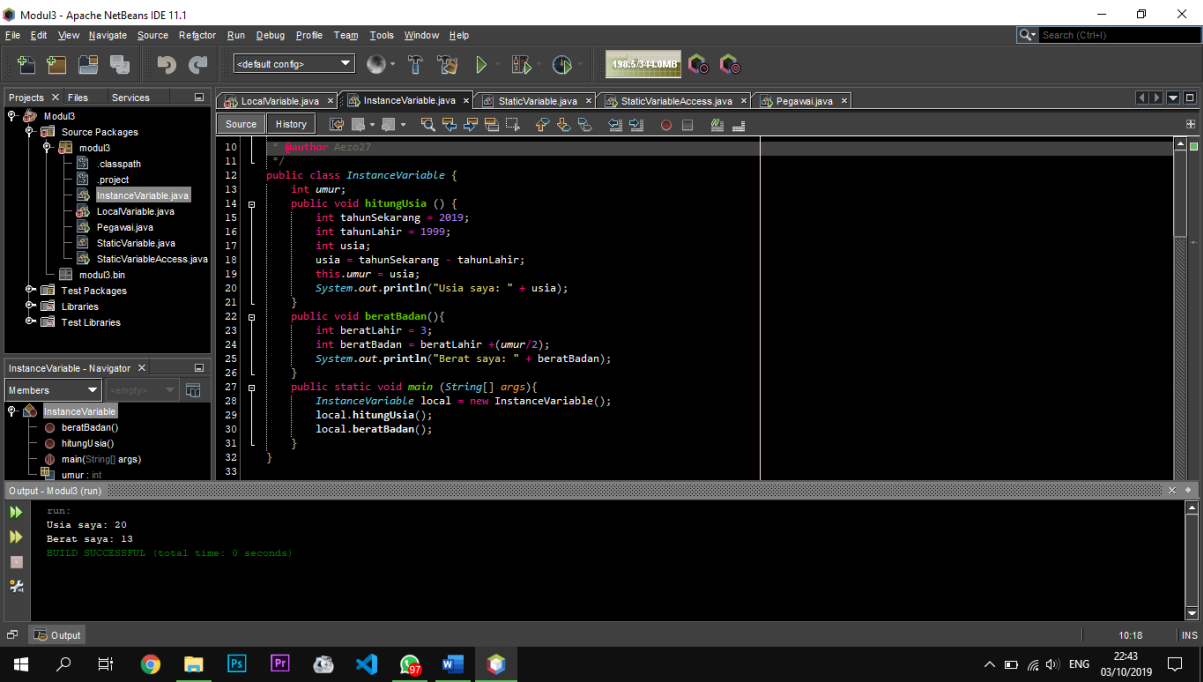 Modul3 - Apache NetBeans IDE 11.1
File Edit View Navigate Source Refactor Run Debug Profile Team Tools Window Help
Search (Ctrl+I)
<default config>
198.5/344.0MB
Projects Files Services
Modul3
Source Packages
modul3
.classpath
.project
InstanceVariable.java
LocalVariable.java
Pegawai.java
StaticVariable.java
StaticVariableAccess.java
modul3.bin
Test Packages
Libraries
Test Libraries
InstanceVariable - Navigator
Members
<empty>
InstanceVariable
beratBadan()
hitungUsia()
main(String[] args)
umur : int
LocalVariable.java InstanceVariable.java StaticVariable.java StaticVariableAccess.java Pegawai.java
Source History
10 * @author Aezo27
11 */
12 public class InstanceVariable {
13 int umur;
14 public void hitungUsia () {
15 int tahunSekarang = 2019;
16 int tahunLahir = 1999;
17 int usia;
18 usia = tahunSekarang - tahunLahir;
19 this.umur = usia;
20 System.out.println("Usia saya: " + usia);
21 }
22 public void beratBadan(){
23 int beratLahir = 3;
24 int beratBadan = beratLahir +(umur/2);
25 System.out.println("Berat saya: " + beratBadan);
26 }
27 public static void main (String[] args){
28 InstanceVariable local = new InstanceVariable();
29 local.hitungUsia();
30 local.beratBadan();
31 }
32 }
33
Output - Modul3 (run)
run:
Usia saya: 20
Berat saya: 13
BUILD SUCCESSFUL (total time: 0 seconds)
Output
10:18 INS
Ps Pr 97 W
ENG
22:43
03/10/2019